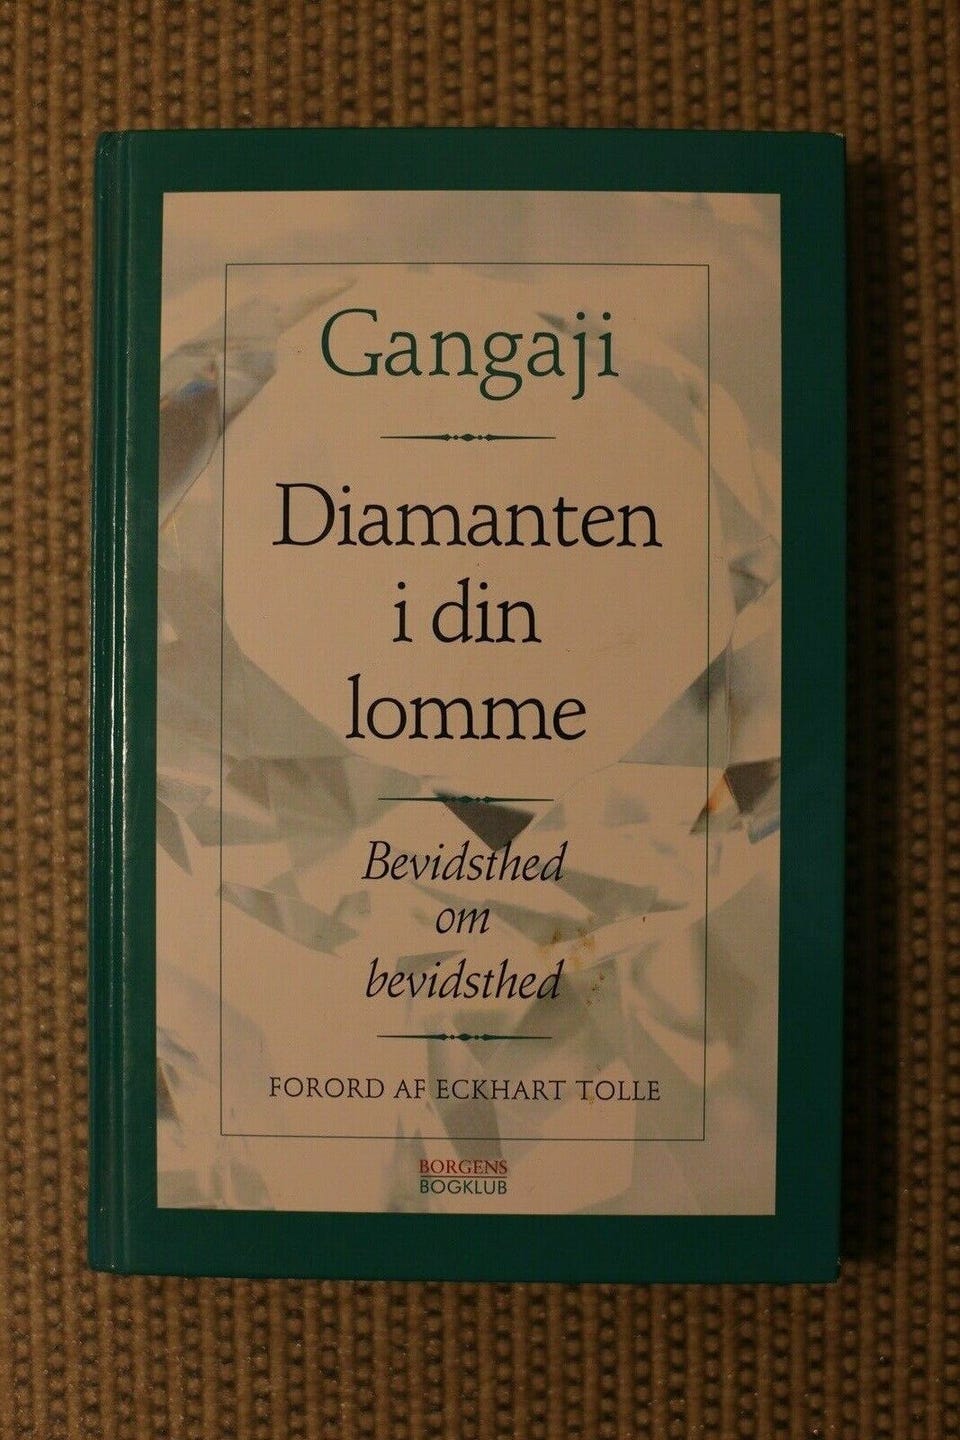 Gangaji
Diamanten
i din
lomme
Bevidsthed
om
bevidsthed
FORORD AF ECKHART TOLLE
BORGENS
BOGKLUB